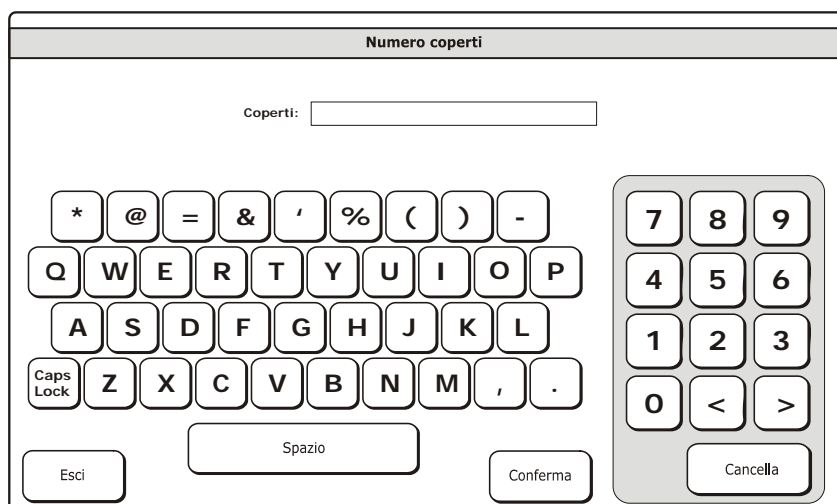 Numero coperti
Coperti:
* @ = & ' % ( ) -
Q W E R T Y U I O P
A S D F G H J K L
Caps Lock Z X C V B N M , .
Spazio
Esci
Conferma
7 8 9
4 5 6
1 2 3
0 < >
Cancella